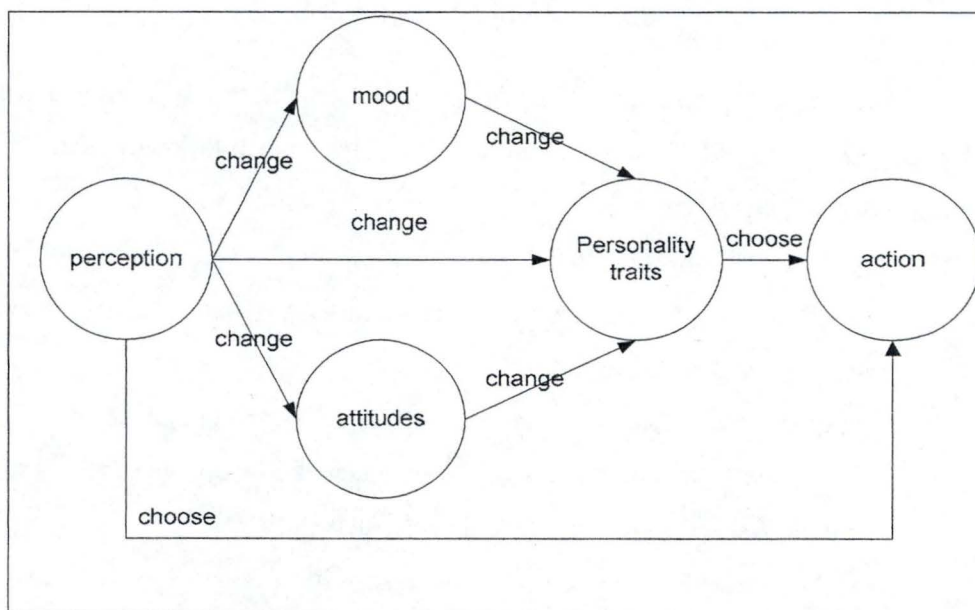 mood
change
change
change
perception
Personality
traits
choose
action
change
change
attitudes
choose